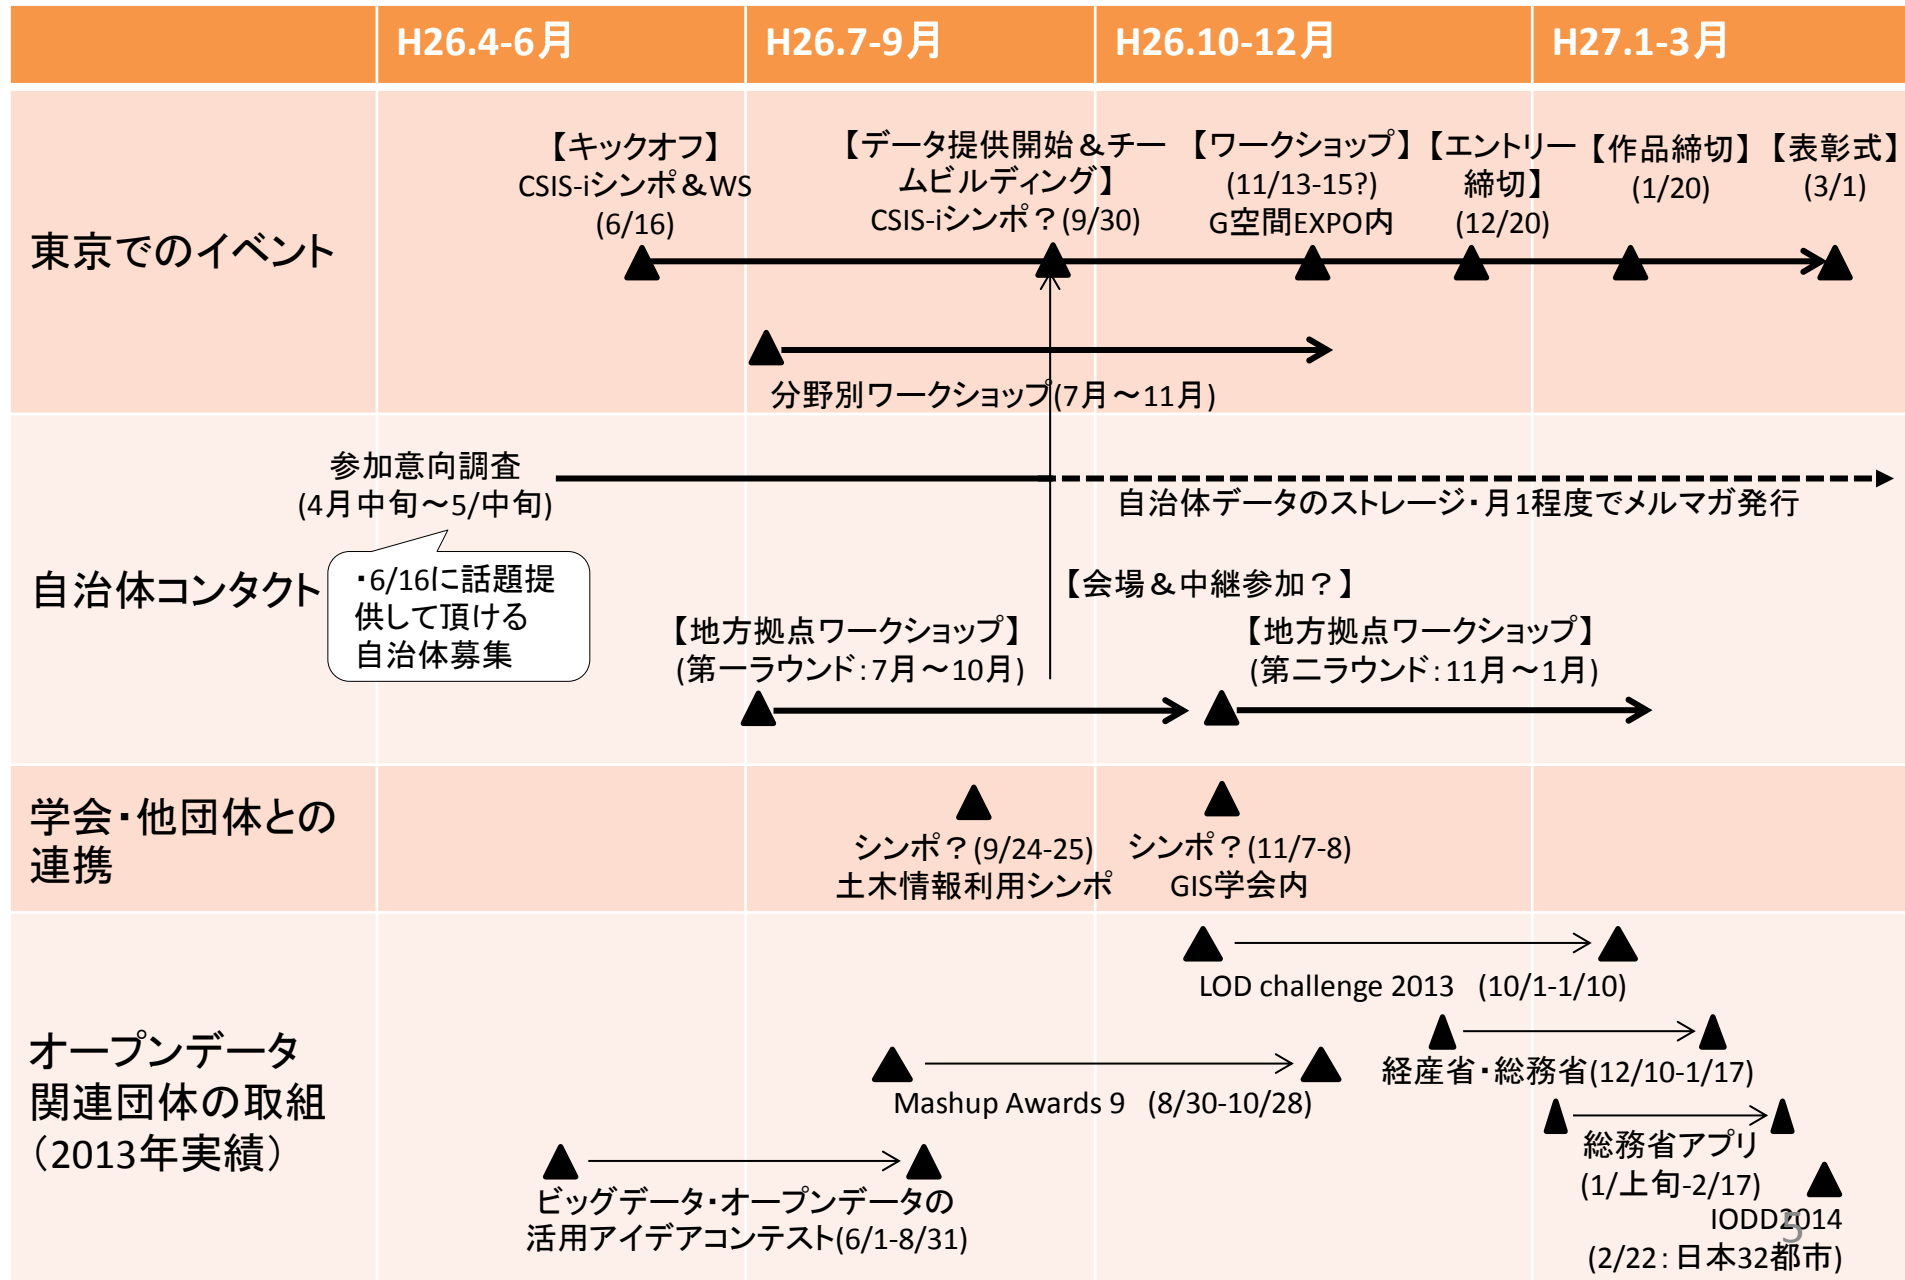 H26.4-6月
H26.7-9月
H26.10-12月
H27.1-3月
東京でのイベント
【キックオフ】
CSIS-iシンポ＆WS
(6/16)
【データ提供開始＆チー
ムビルディング】
CSIS-iシンポ？(9/30)
【ワークショップ】
(11/13-15?)
G空間EXPO内
【エントリー
締切】
(12/20)
【作品締切】
(1/20)
【表彰式】
(3/1)
分野別ワークショップ(7月～11月)
自治体コンタクト
参加意向調査
(4月中旬～5/中旬)
・6/16に話題提
供して頂ける
自治体募集
自治体データのストレージ・月1程度でメルマガ発行
【会場＆中継参加？】
【地方拠点ワークショップ】
(第一ラウンド：7月～10月)
【地方拠点ワークショップ】
(第二ラウンド：11月～1月)
学会・他団体との
連携
シンポ？(9/24-25)
土木情報利用シンポ
シンポ？(11/7-8)
GIS学会内
オープンデータ
関連団体の取組
（2013年実績）
LOD challenge 2013 (10/1-1/10)
経産省・総務省(12/10-1/17)
Mashup Awards 9 (8/30-10/28)
総務省アプリ
(1/上旬-2/17)
ビッグデータ・オープンデータの
活用アイデアコンテスト(6/1-8/31)
IODD2014
(2/22：日本32都市)
5